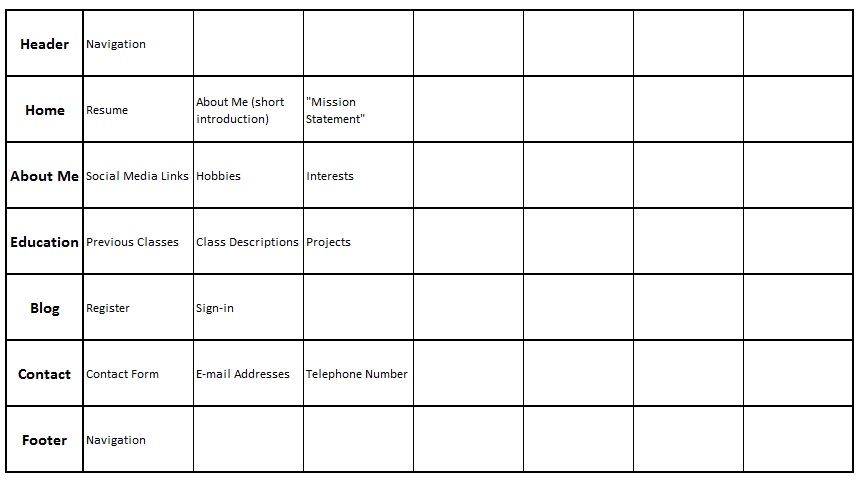 Header Navigation
Home Resume About Me (short introduction) "Mission Statement"
About Me Social Media Links Hobbies Interests
Education Previous Classes Class Descriptions Projects
Blog Register Sign-in
Contact Contact Form E-mail Addresses Telephone Number
Footer Navigation